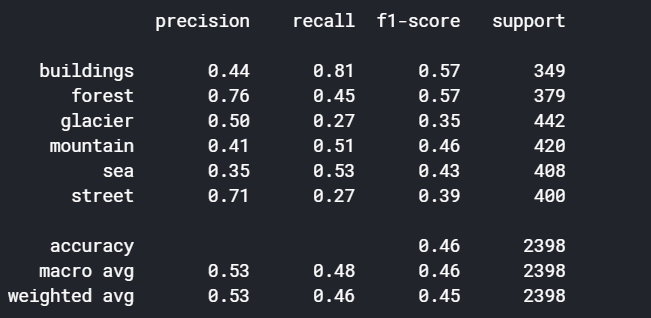 precision recall f1-score support
buildings 0.44 0.81 0.57 349
forest 0.76 0.45 0.57 379
glacier 0.50 0.27 0.35 442
mountain 0.41 0.51 0.46 420
sea 0.35 0.53 0.43 408
street 0.71 0.27 0.39 400
accuracy 0.46 2398
macro avg 0.53 0.48 0.46 2398
weighted avg 0.53 0.46 0.45 2398